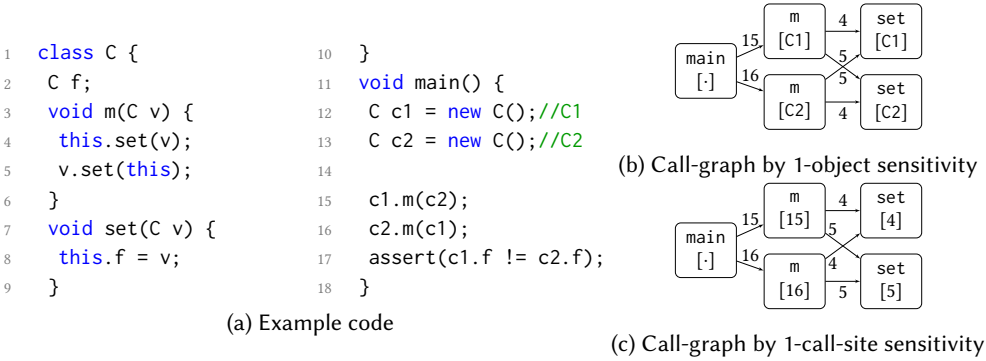 1 class C {
2 C f;
3 void m(C v) {
4 this.set(v);
5 v.set(this);
6 }
7 void set(C v) {
8 this.f = v;
9 }
10 }
11 void main() {
12 C c1 = new C();//C1
13 C c2 = new C();//C2
14
15 c1.m(c2);
16 c2.m(c1);
17 assert(c1.f != c2.f);
18 }
(a) Example code
main
[·]
15
16
m
[C1]
m
[C2]
4
5
5
4
set
[C1]
set
[C2]
(b) Call-graph by 1-object sensitivity
main
[·]
15
16
m
[15]
m
[16]
4
5
4
5
set
[4]
set
[5]
(c) Call-graph by 1-call-site sensitivity